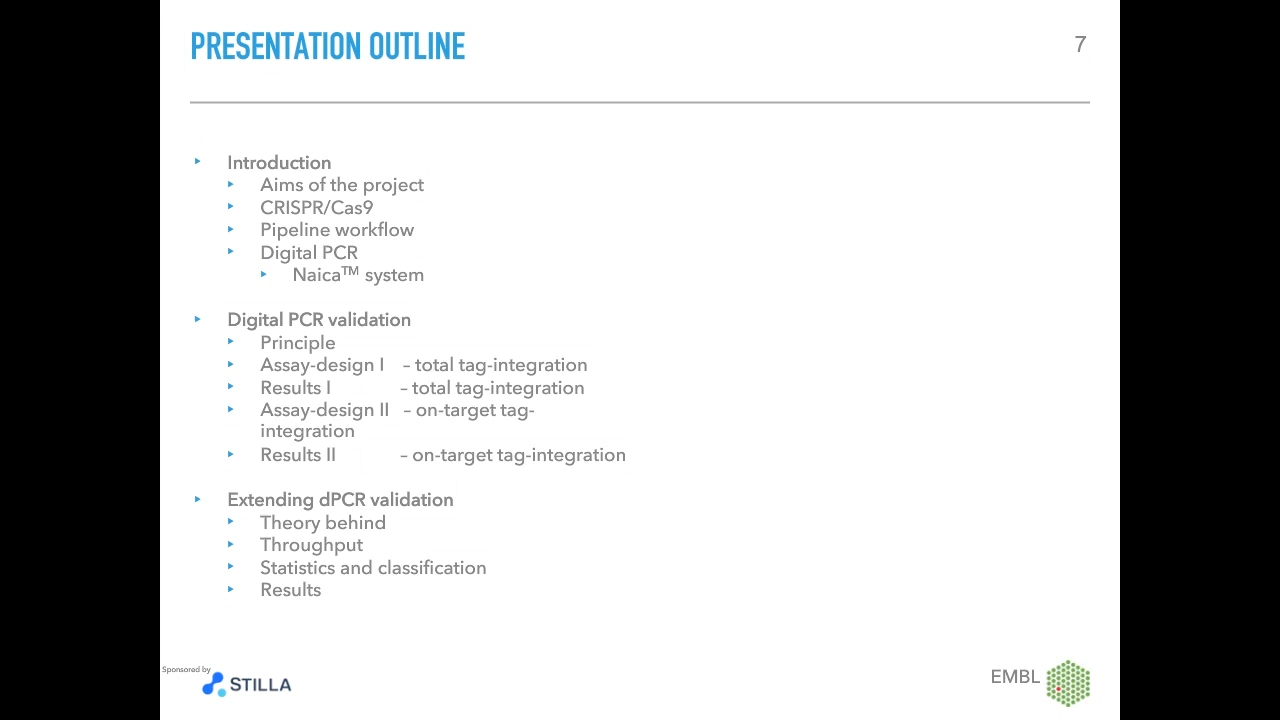 PRESENTATION OUTLINE
7
▸ Introduction
▸ Aims of the project
▸ CRISPR/Cas9
▸ Pipeline workflow
▸ Digital PCR
▸ Naica™ system
▸ Digital PCR validation
▸ Principle
▸ Assay-design I – total tag-integration
▸ Results I – total tag-integration
▸ Assay-design II – on-target tag-
integration
▸ Results II – on-target tag-integration
▸ Extending dPCR validation
▸ Theory behind
▸ Throughput
▸ Statistics and classification
▸ Results
Sponsored by
STILLA
EMBL